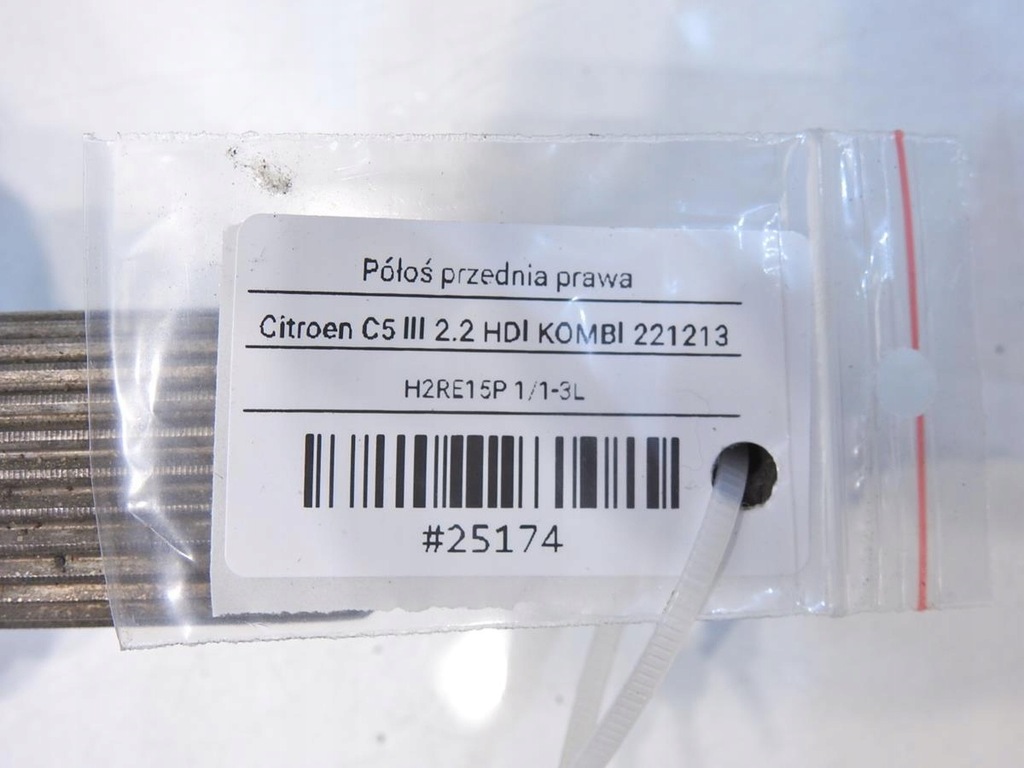 Półoś przednia prawa
Citroen C5 III 2.2 HDI KOMBI 221213
H2RE15P 1/1-3L
#25174